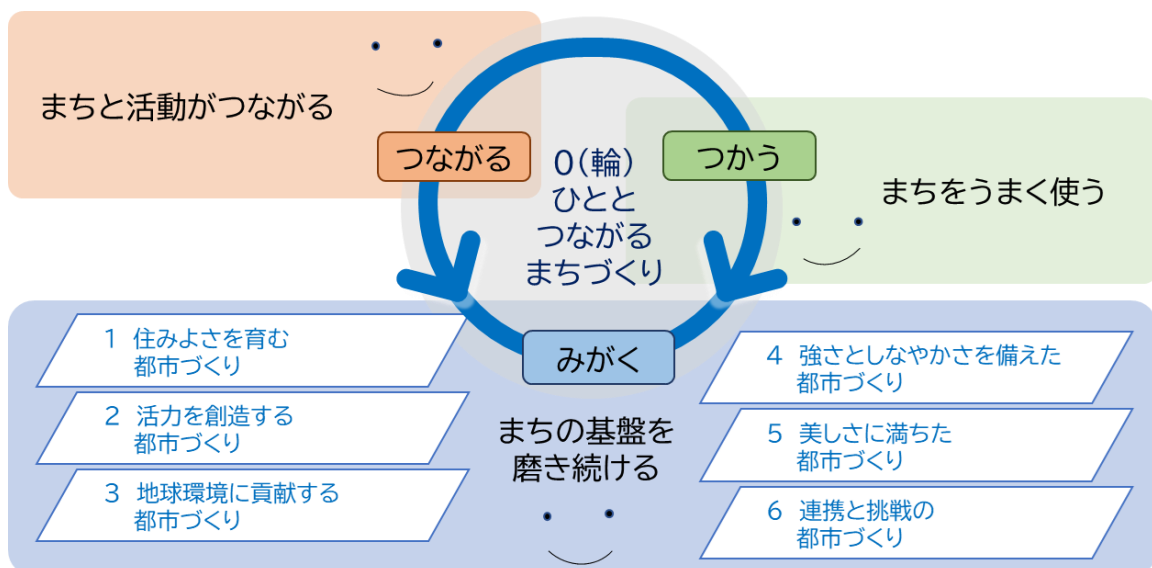 まちと活動がつながる
つながる
つかう
0(輪)
ひとと
つながる
まちづくり
まちをうまく使う
みがく
まちの基盤を
磨き続ける
1 住みよさを育む
都市づくり
2 活力を創造する
都市づくり
3 地球環境に貢献する
都市づくり
4 強さとしなやかさを備えた
都市づくり
5 美しさに満ちた
都市づくり
6 連携と挑戦の
都市づくり